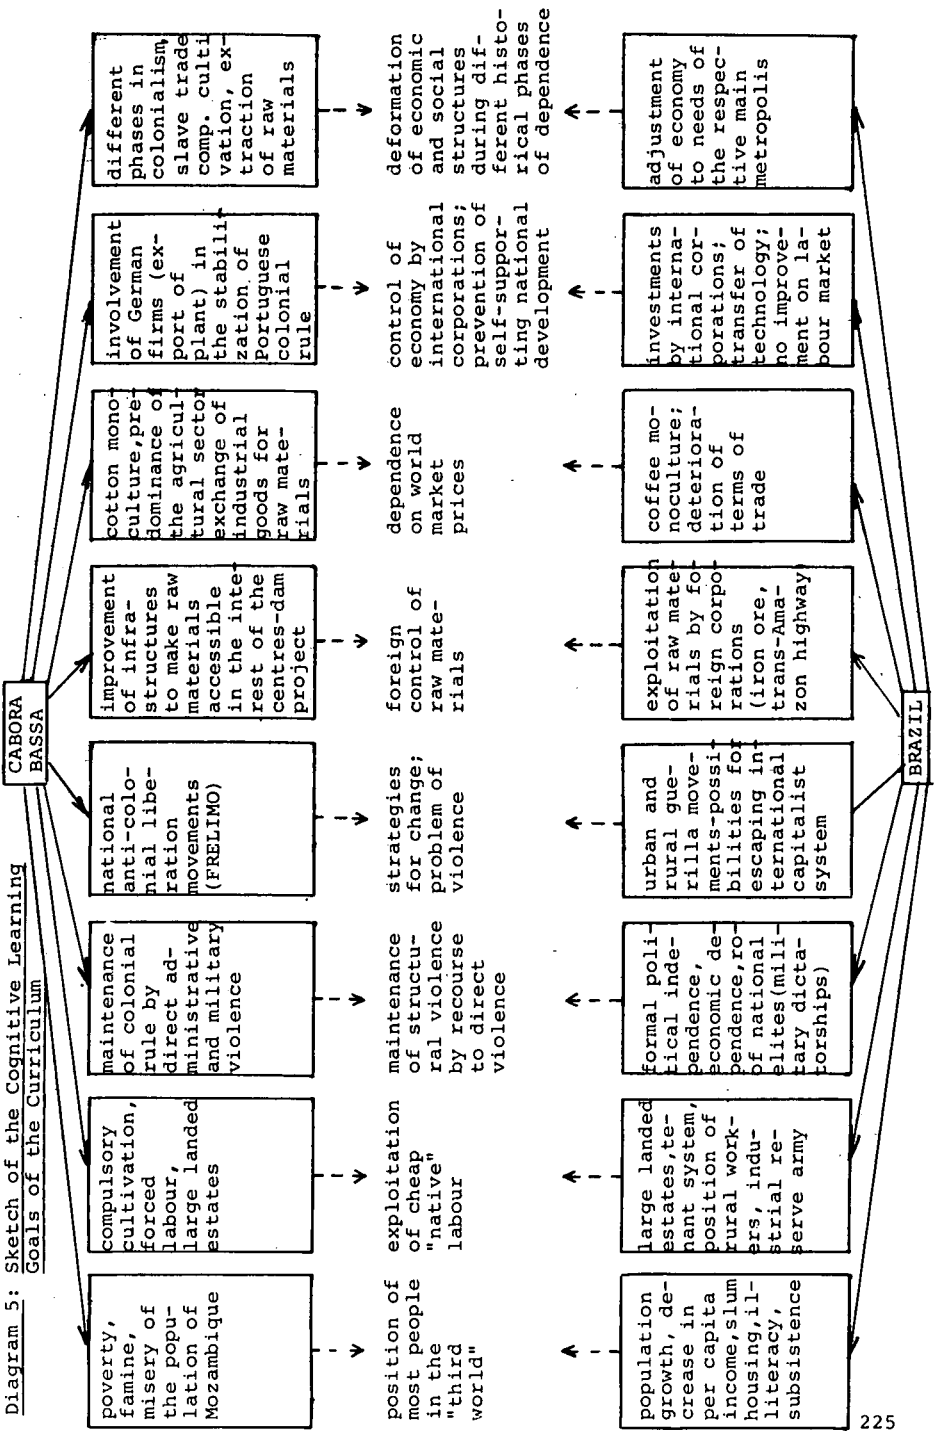 Diagram 5: Sketch of the Cognitive Learning
Goals of the Curriculum
CABORA
BASSA
poverty,
famine,
misery of
the popu-
lation of
Mozambique
compulsory
cultivation,
forced
labour,
large landed
estates
maintenance
of colonial
rule by
direct ad-
ministrative
and military
violence
national
anti-colo-
nial libe-
ration
movements
(FRELIMO)
improvement
of infra-
structures
to make raw
materials
accessible
in the inte-
rest of the
centres-dam
project
cotton mono-
culture,pre-
dominance of
the agricul-
tural sector
exchange of
industrial
goods for
raw mate-
rials
involvement
of German
firms (ex-
port of
plant) in
the stabili-
zation of
Portuguese
colonial
rule
different
phases in
colonialism,
slave trade
comp. culti
vation, ex-
traction
of raw
materials
position of
most people
in the
"third
world"
exploitation
of cheap
"native"
labour
maintenance
of structu-
ral violence
by recourse
to direct
violence
strategies
for change;
problem of
violence
foreign
control of
raw mate-
rials
dependence
on world
market
prices
control of
economy by
international
corporations;
prevention of
self-suppor-
ting national
development
deformation
of economic
and social
structures
during dif-
ferent histo-
rical phases
of dependence
population
growth, de-
crease in
per capita
income,slum
housing,il-
literacy,
subsistence
large landed
estates,te-
nant system,
position of
rural work-
ers, indu-
strial re-
serve army
formal poli-
tical inde-
pendence,
economic de-
pendence,ro-
of national
elites(mili-
tary dicta-
torships)
urban and
rural gue-
rilla move-
ments-possi-
bilities for
escaping in-
ternational
capitalist
system
exploitation
of raw mate-
rials by fo-
reign corpo-
rations
(iron ore,
trans-Ama-
zon highway)
coffee mo-
noculture;
deteriora-
tion of
terms of
trade
investments
by interna-
tional cor-
porations;
transfer of
technology;
no improve-
ment on la-
bour market
adjustment
of economy
to needs of
the respec-
tive main
metropolis
BRAZIL
225